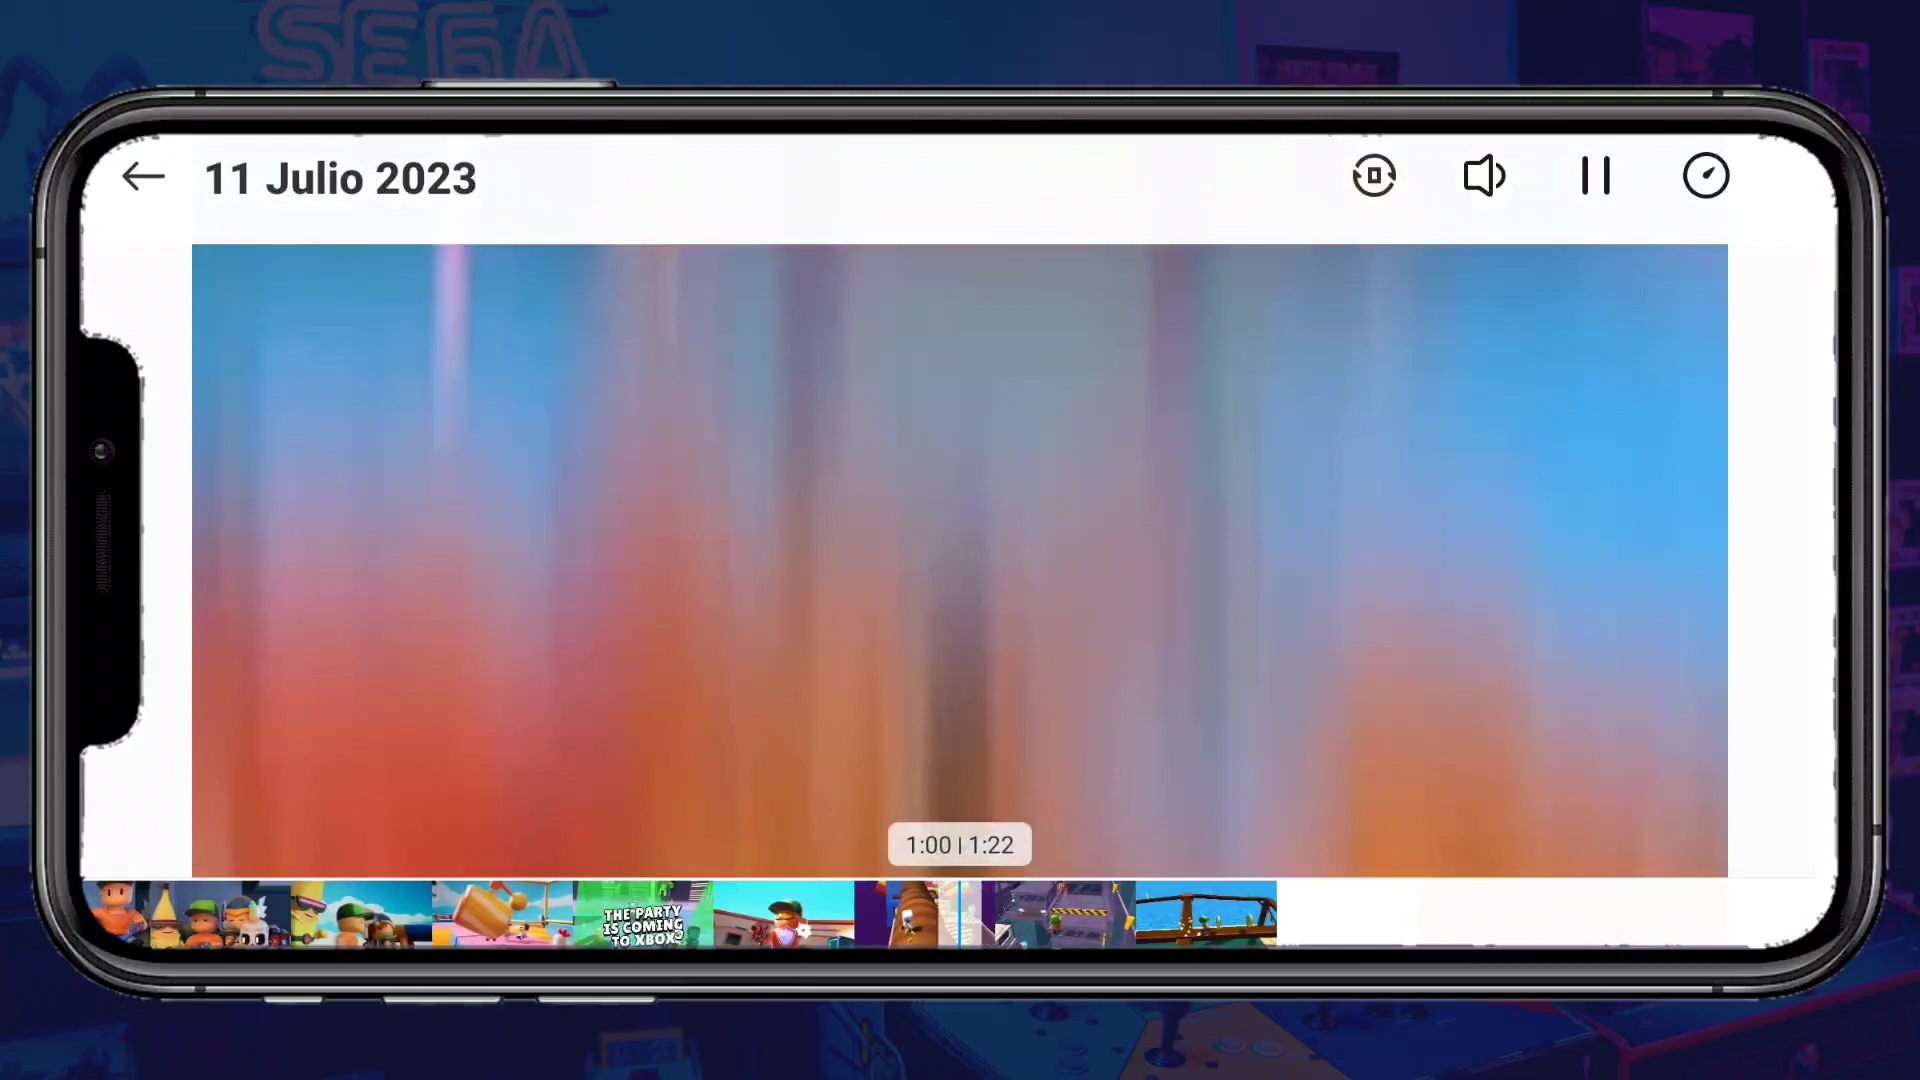 SEGA
11 Julio 2023
1:00 | 1:22
THE PARTY
IS COMING
TO XBOX